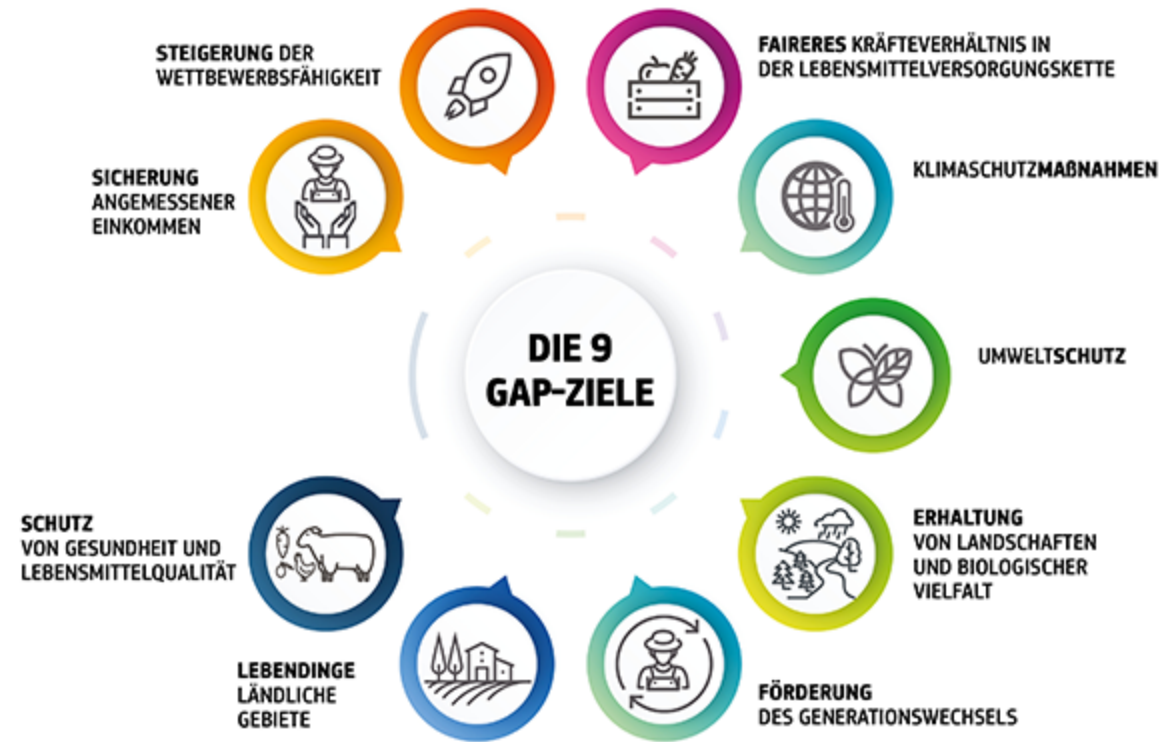 STEIGERUNG DER
WETTBEWERBSFÄHIGKEIT
FAIRERES KRÄFTEVERHÄLTNIS IN
DER LEBENSMITTELVERSORGUNGSKETTE
SICHERUNG
ANGEMESSENER
EINKOMMEN
KLIMASCHUTZMAßNAHMEN
DIE 9
GAP-ZIELE
UMWELTSCHUTZ
SCHUTZ
VON GESUNDHEIT UND
LEBENSMITTELQUALITÄT
ERHALTUNG
VON LANDSCHAFTEN
UND BIOLOGISCHER
VIELFALT
LEBENDINGE
LÄNDLICHE
GEBIETE
FÖRDERUNG
DES GENERATIONSWECHSELS